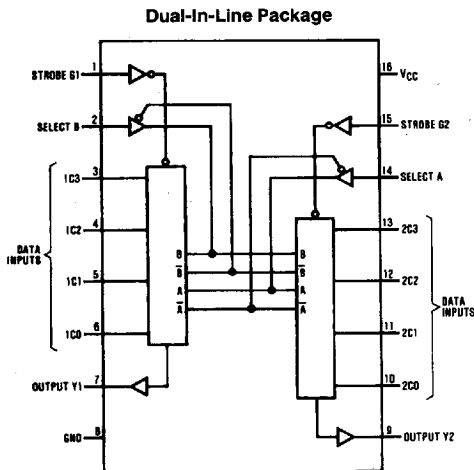 Dual-In-Line Package
1
STROBE G1
16
VCC
2
SELECT B
15
STROBE G2
3
1C3
14
SELECT A
4
1C2
13
2C3
DATA
INPUTS
5
1C1
12
2C2
6
1C0
11
2C1
DATA
INPUTS
10
2C0
B
B
A
A
B
B
A
A
7
OUTPUT Y1
9
OUTPUT Y2
8
GND